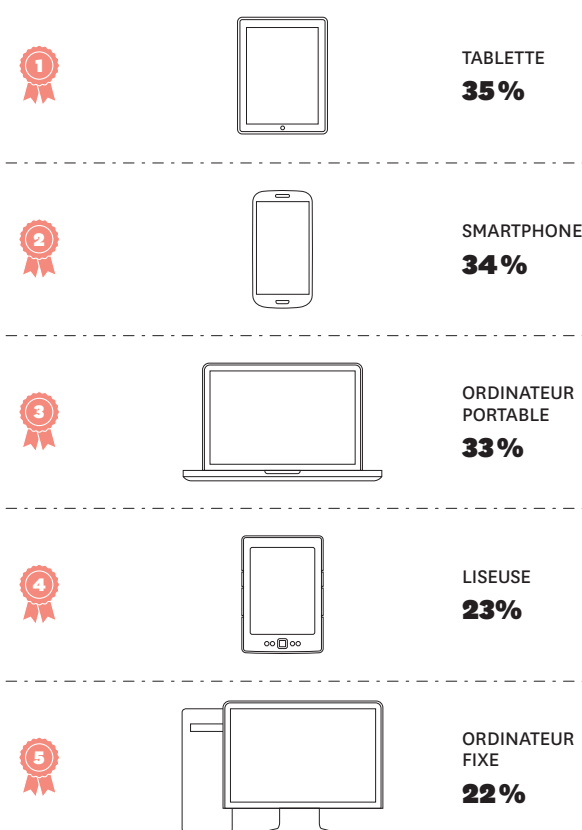 1
TABLETTE
35%
2
SMARTPHONE
34%
3
ORDINATEUR
PORTABLE
33%
4
LISEUSE
23%
5
ORDINATEUR
FIXE
22%